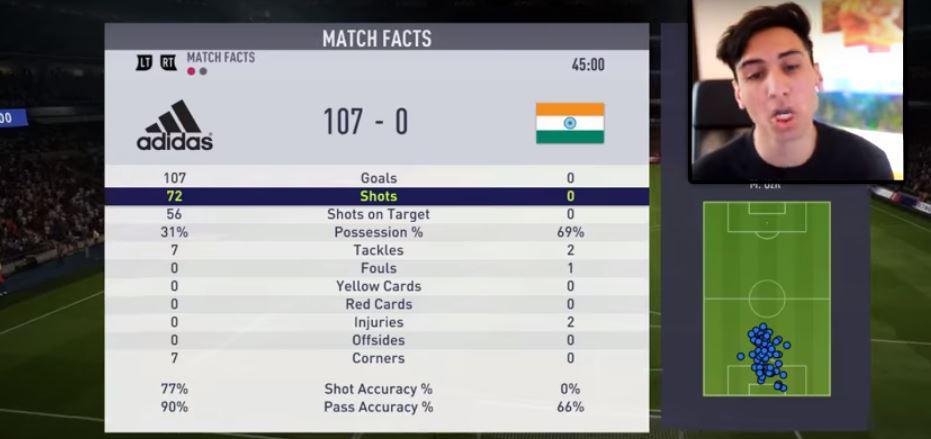 MATCH FACTS
LT RT MATCH FACTS
45:00
00
adidas
107 - 0
107 Goals 0
72 Shots 0
56 Shots on Target 0
31% Possession % 69%
7 Tackles 2
0 Fouls 1
0 Yellow Cards 0
0 Red Cards 0
0 Injuries 2
0 Offsides 0
7 Corners 0
77% Shot Accuracy % 0%
90% Pass Accuracy % 66%